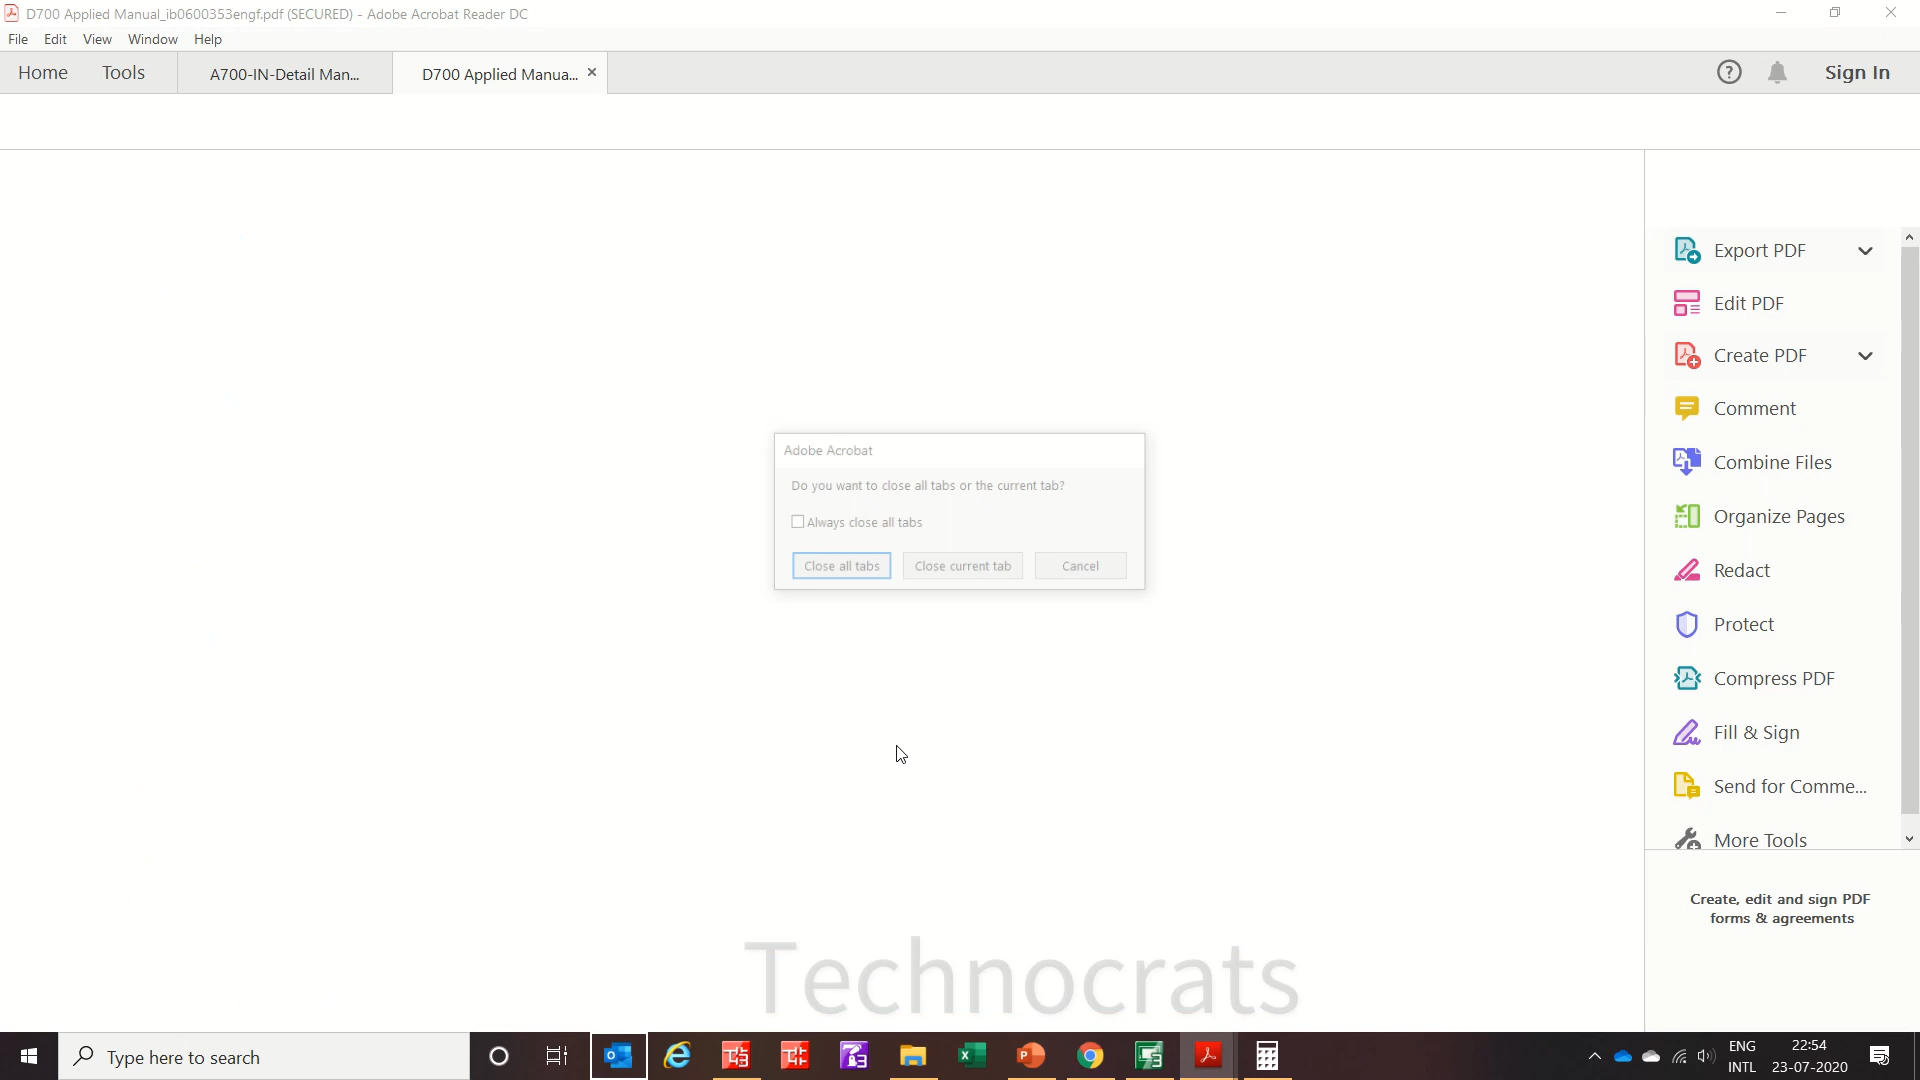 D700 Applied Manual_ib0600353engf.pdf (SECURED) - Adobe Acrobat Reader DC
File Edit View Window Help
Home Tools A700-IN-Detail Man... D700 Applied Manua... Sign In
Export PDF
Edit PDF
Create PDF
Comment
Adobe Acrobat
Do you want to close all tabs or the current tab?
Always close all tabs
Close all tabs Close current tab Cancel
Combine Files
Organize Pages
Redact
Protect
Compress PDF
Fill & Sign
Send for Comme...
More Tools
Create, edit and sign PDF
forms & agreements
Technocrats
Type here to search
ENG
INTL
22:54
23-07-2020